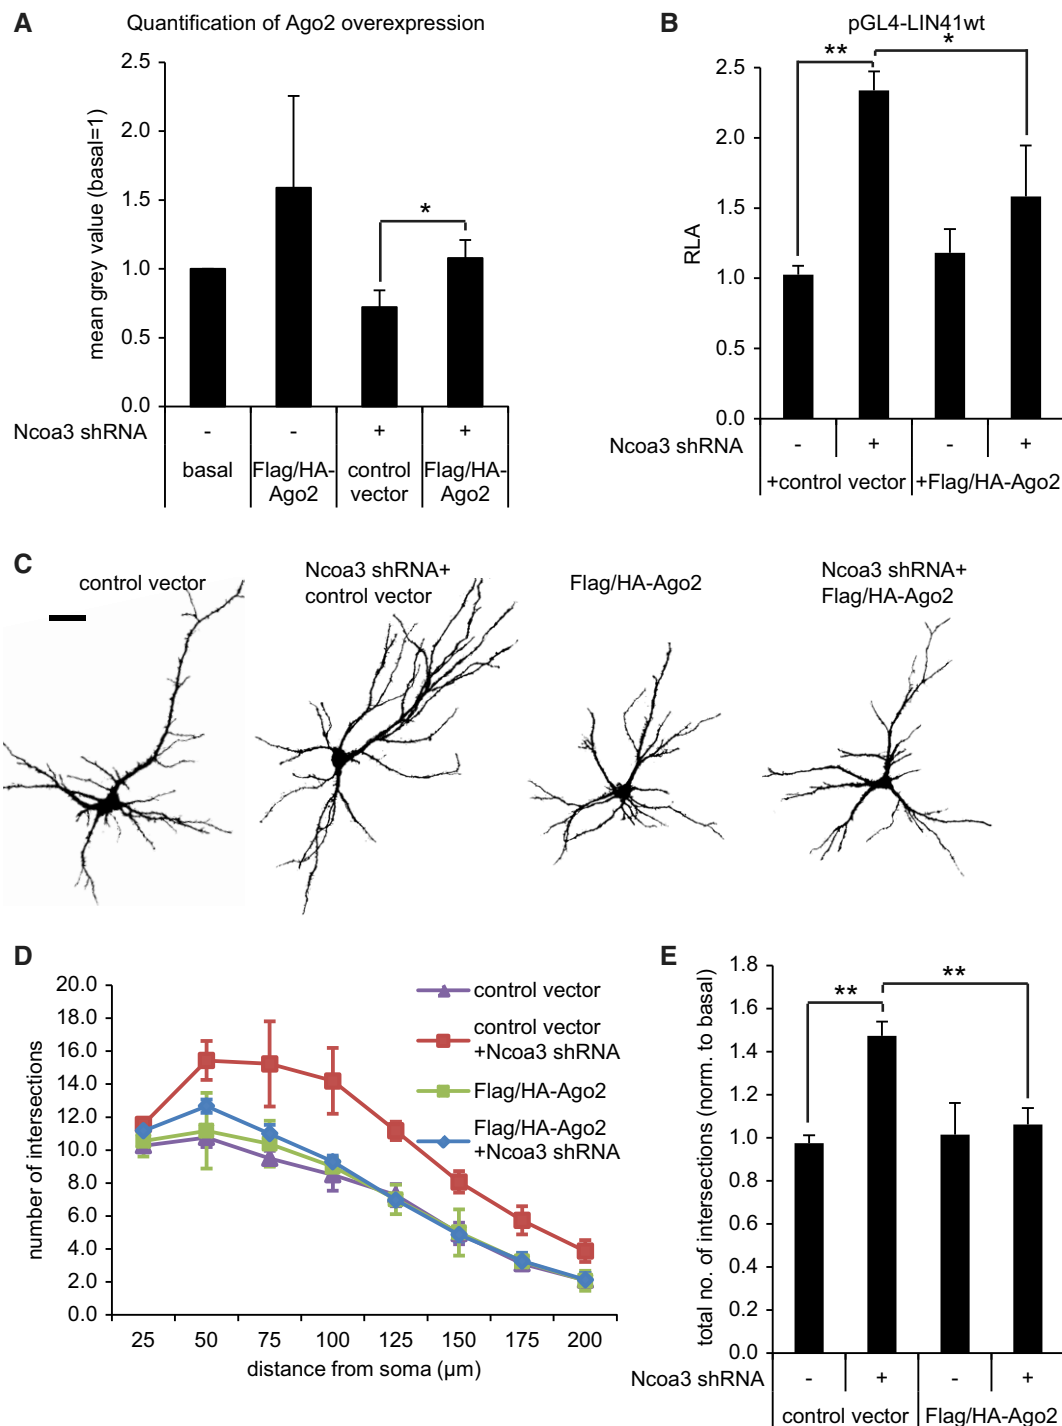 A
Quantification of Ago2 overexpression
mean grey value (basal=1)
2.5
2.0
1.5
1.0
0.5
0.0
*
Ncoa3 shRNA - - + +
basal
Flag/HA-
Ago2
control
vector
Flag/HA-
Ago2
B
pGL4-LIN41wt
RLA
2.5
2.0
1.5
1.0
0.5
0.0
**
*
Ncoa3 shRNA - + - +
+control vector
+Flag/HA-Ago2
C
control vector
Ncoa3 shRNA+
control vector
Flag/HA-Ago2
Ncoa3 shRNA+
Flag/HA-Ago2
D
number of intersections
20.0
18.0
16.0
14.0
12.0
10.0
8.0
6.0
4.0
2.0
0.0
25 50 75 100 125 150 175 200
distance from soma (µm)
control vector
control vector
+Ncoa3 shRNA
Flag/HA-Ago2
Flag/HA-Ago2
+Ncoa3 shRNA
E
total no. of intersections (norm. to basal)
1.8
1.6
1.4
1.2
1.0
0.8
0.6
0.4
0.2
0.0
**
**
Ncoa3 shRNA - + - +
control vector
Flag/HA-Ago2